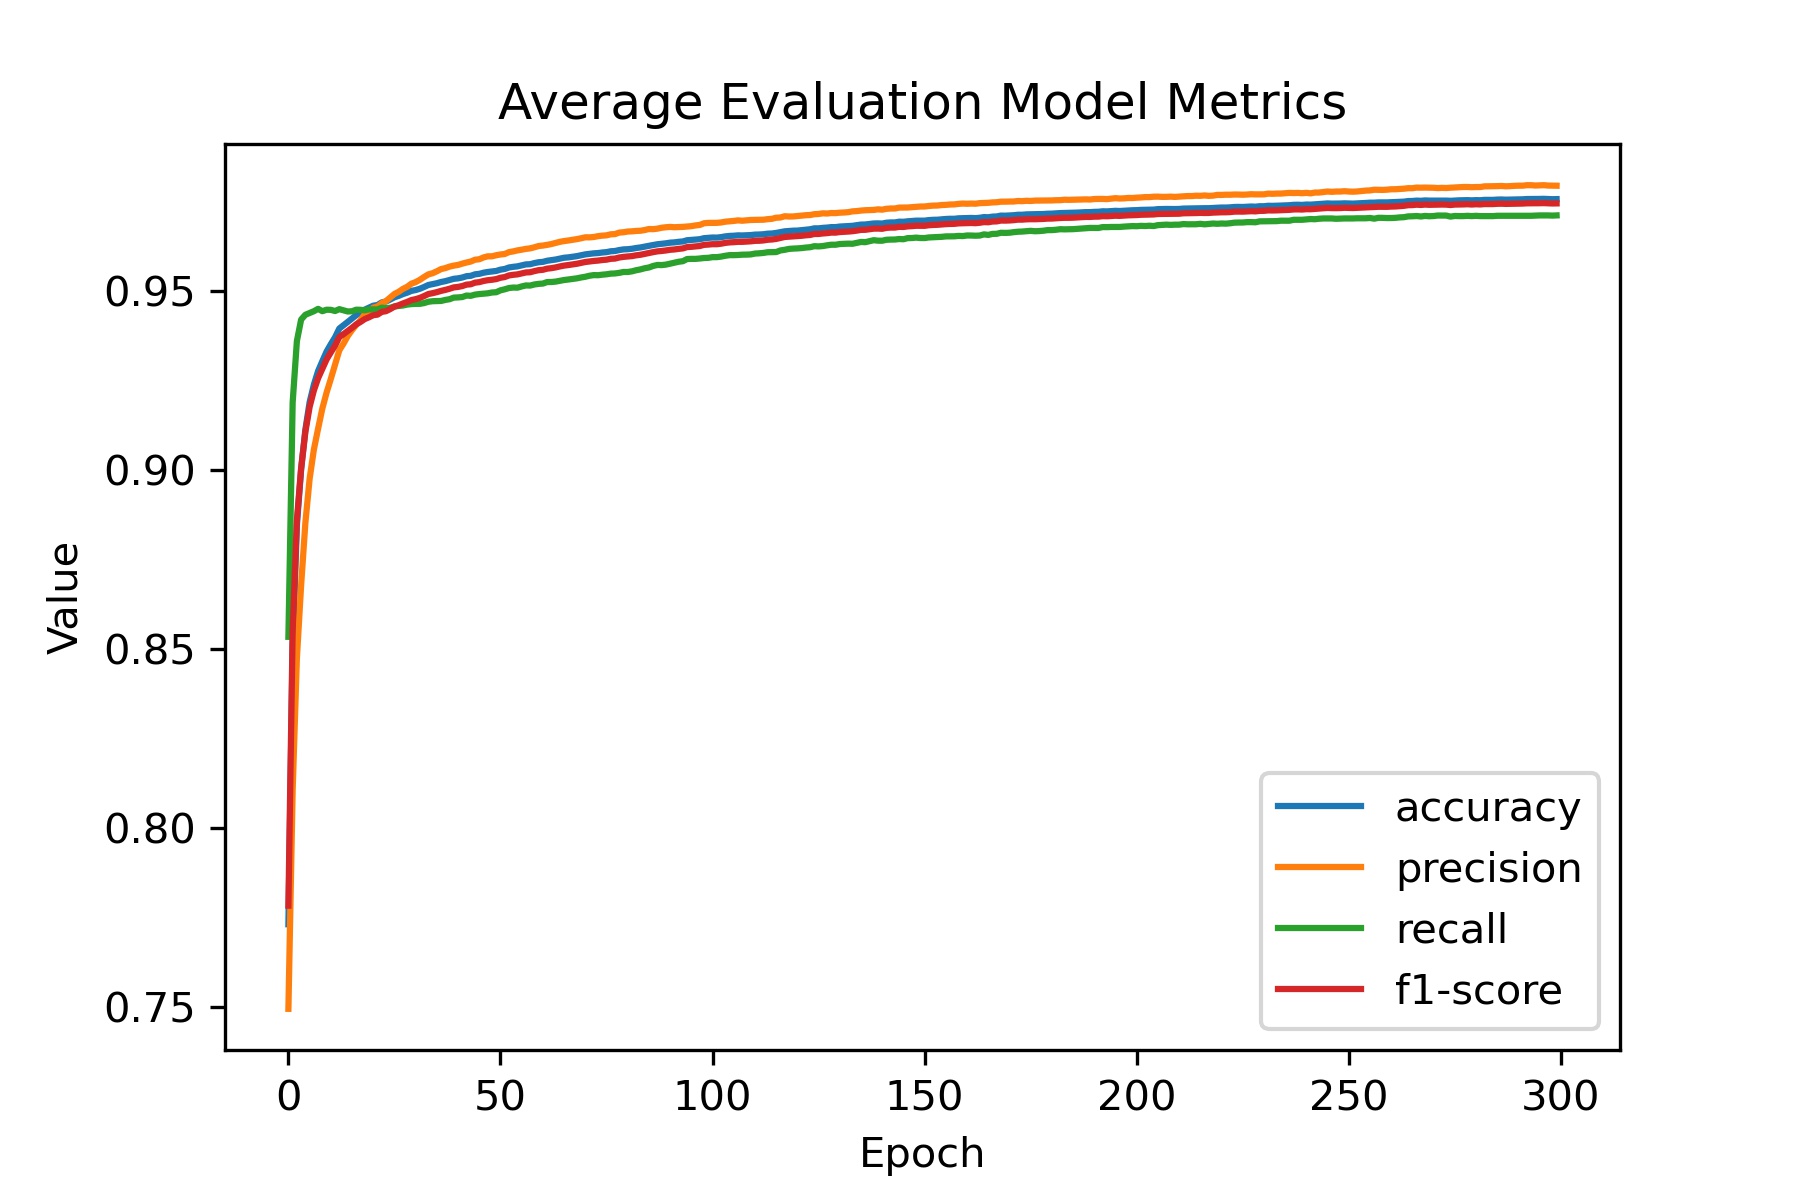 Average Evaluation Model Metrics
Value
0.95
0.90
0.85
0.80
0.75
accuracy
precision
recall
f1-score
0 50 100 150 200 250 300
Epoch